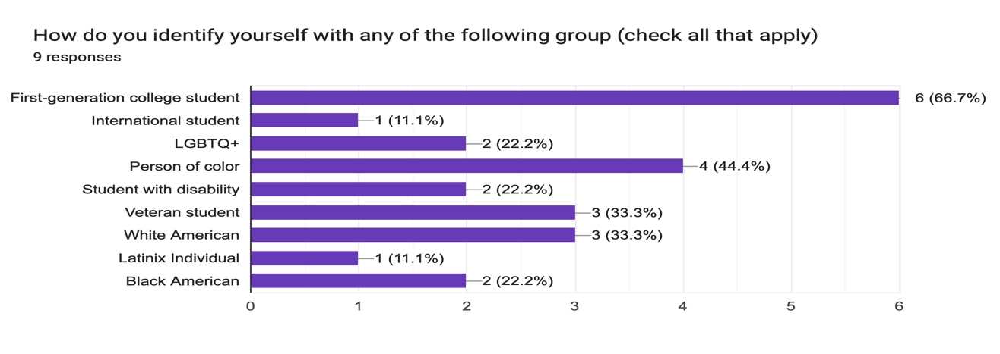 How do you identify yourself with any of the following group (check all that apply)
9 responses
First-generation college student 6 (66.7%)
International student 1 (11.1%)
LGBTQ+ 2 (22.2%)
Person of color 4 (44.4%)
Student with disability 2 (22.2%)
Veteran student 3 (33.3%)
White American 3 (33.3%)
Latinix Individual 1 (11.1%)
Black American 2 (22.2%)
0 1 2 3 4 5 6